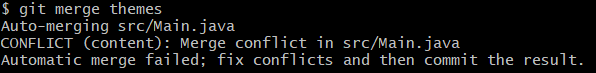 $ git merge themes
Auto-merging src/Main.java
CONFLICT (content): Merge conflict in src/Main.java
Automatic merge failed; fix conflicts and then commit the result.